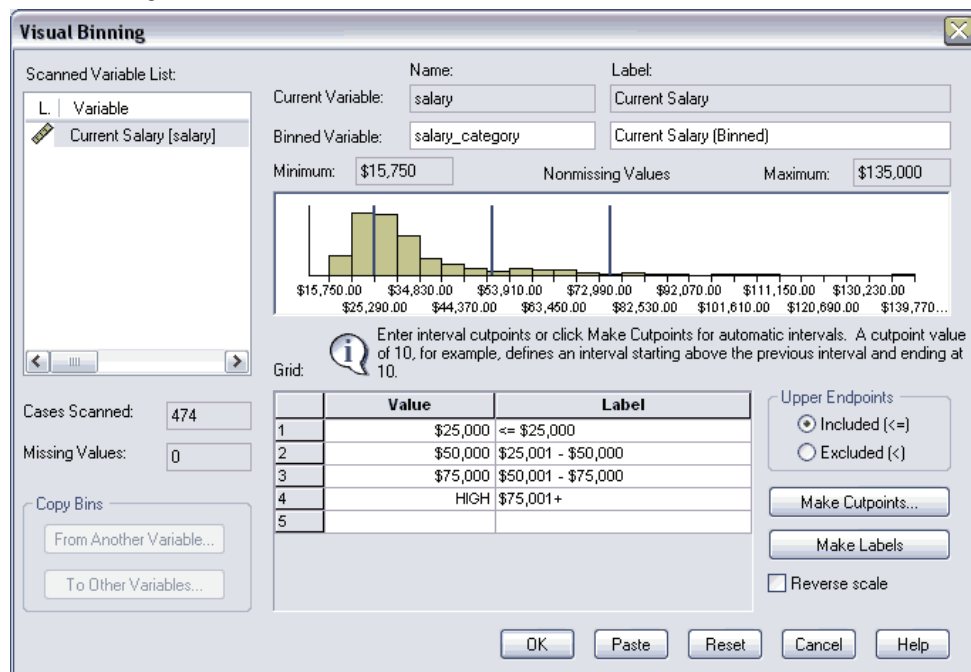 Visual Binning
Scanned Variable List:
L. Variable
Current Salary [salary]
Name: Label:
Current Variable: salary Current Salary
Binned Variable: salary_category Current Salary (Binned)
Minimum: $15,750 Nonmissing Values Maximum: $135,000
$15,750.00 $34,830.00 $53,910.00 $72,990.00 $92,070.00 $111,150.00 $130,230.00
$25,290.00 $44,370.00 $63,450.00 $82,530.00 $101,610.00 $120,690.00 $139,770...
Enter interval cutpoints or click Make Cutpoints for automatic intervals. A cutpoint value
of 10, for example, defines an interval starting above the previous interval and ending at
10.
Grid:
Cases Scanned: 474
Missing Values: 0
Copy Bins
From Another Variable...
To Other Variables...
Value Label
1 $25,000 <= $25,000
2 $50,000 $25,001 - $50,000
3 $75,000 $50,001 - $75,000
4 HIGH $75,001+
5
Upper Endpoints
Included (<=)
Excluded (<)
Make Cutpoints...
Make Labels
Reverse scale
OK Paste Reset Cancel Help